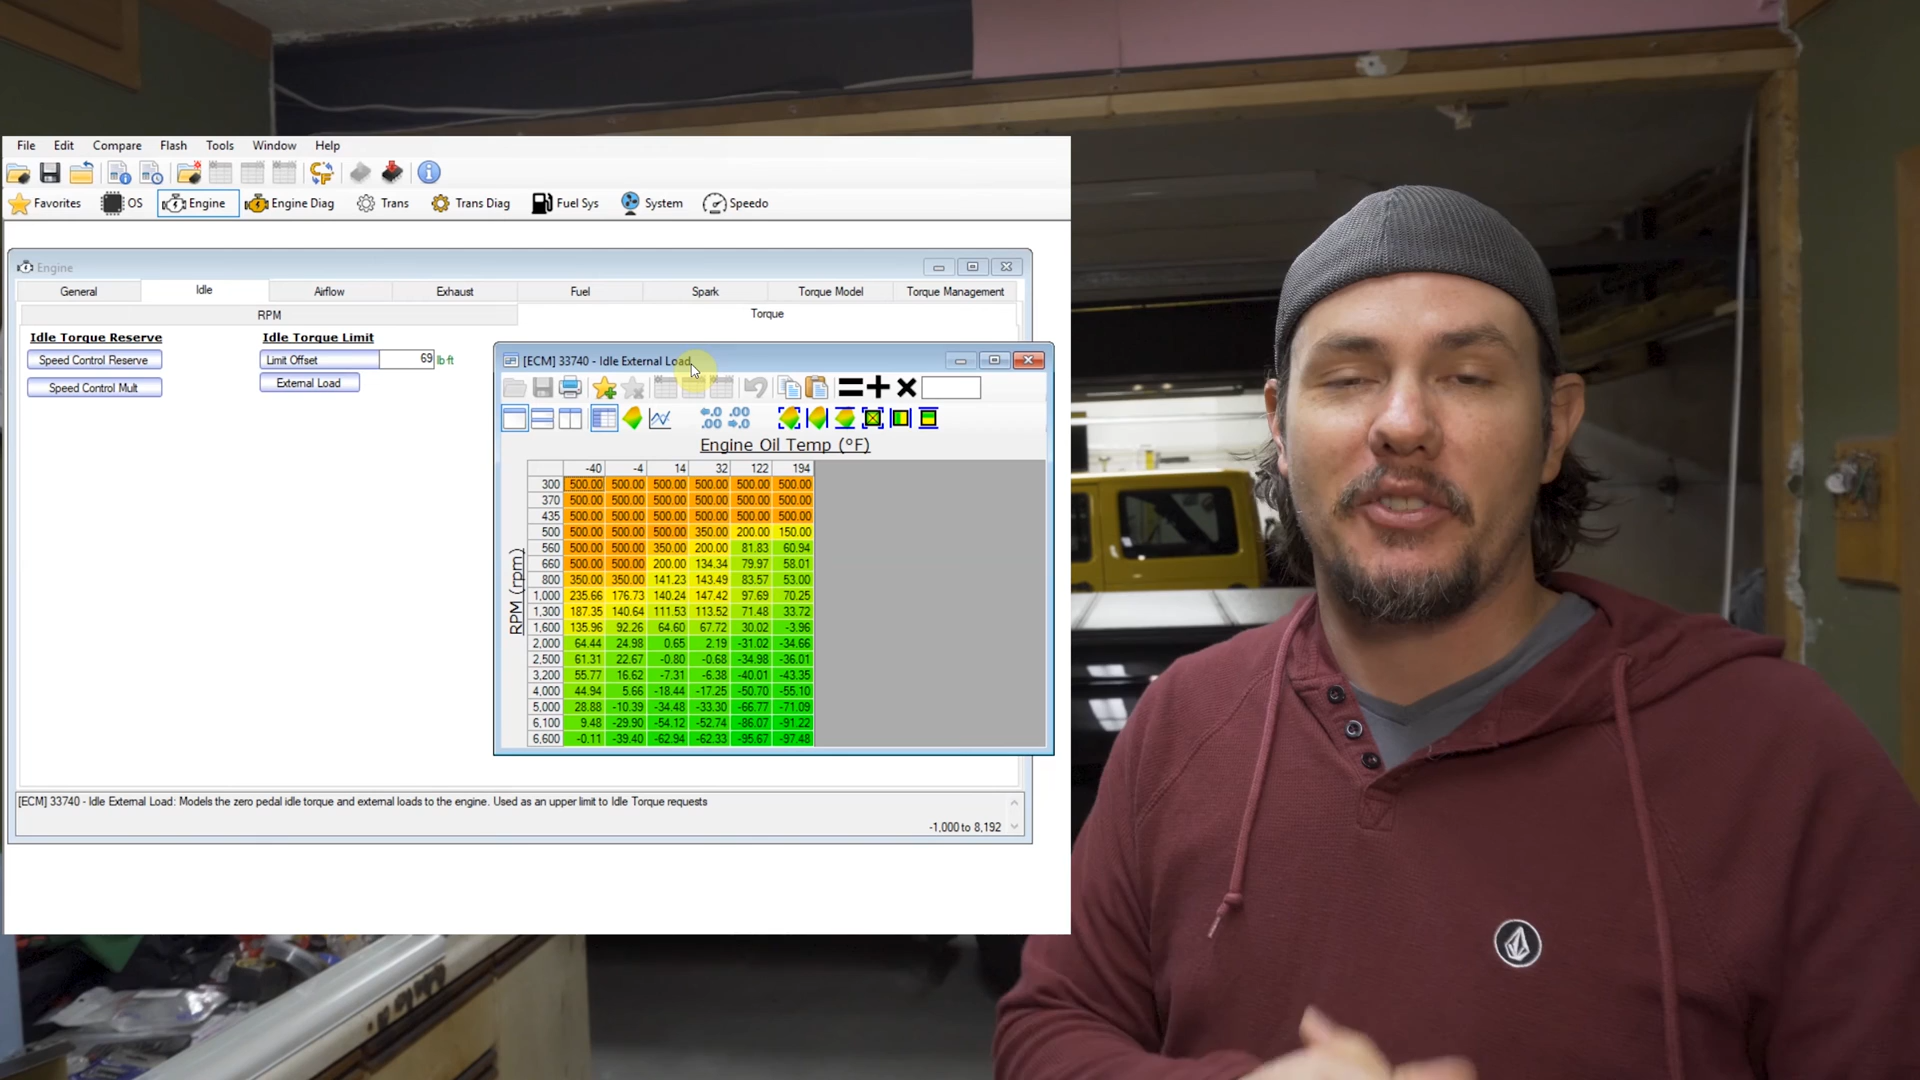 File Edit Compare Flash Tools Window Help
Favorites OS Engine Engine Diag Trans Trans Diag Fuel Sys System Speedo
Engine
General Idle Airflow Exhaust Fuel Spark Torque Model Torque Management
RPM Torque
Idle Torque Reserve Idle Torque Limit
Speed Control Reserve Limit Offset 69 lb ft
Speed Control Mult External Load
[ECM] 33740 - Idle External Load
Engine Oil Temp (°F)
RPM (rpm)
-40 -4 14 32 122 194
300 500.00 500.00 500.00 500.00 500.00 500.00
370 500.00 500.00 500.00 500.00 500.00 500.00
435 500.00 500.00 500.00 500.00 500.00 500.00
500 500.00 500.00 500.00 350.00 200.00 150.00
560 500.00 500.00 350.00 200.00 81.83 60.94
660 500.00 500.00 200.00 134.34 79.97 58.01
800 350.00 350.00 141.23 143.49 83.57 53.00
1,000 235.66 176.73 140.24 147.42 97.69 70.25
1,300 187.35 140.64 111.53 113.52 71.48 33.72
1,600 135.96 92.26 64.60 67.72 30.02 -3.96
2,000 64.44 24.98 0.65 2.19 -31.02 -34.66
2,500 61.31 22.67 -0.80 -0.68 -34.98 -36.01
3,200 55.77 16.62 -7.31 -6.38 -40.01 -43.35
4,000 44.94 5.66 -18.44 -17.25 -50.70 -55.10
5,000 28.88 -10.39 -34.48 -33.30 -66.77 -71.09
6,100 9.48 -29.90 -54.12 -52.74 -86.07 -91.22
6,600 -0.11 -39.40 -62.94 -62.33 -95.67 -97.48
[ECM] 33740 - Idle External Load: Models the zero pedal idle torque and external loads to the engine. Used as an upper limit to Idle Torque requests
-1,000 to 8,192